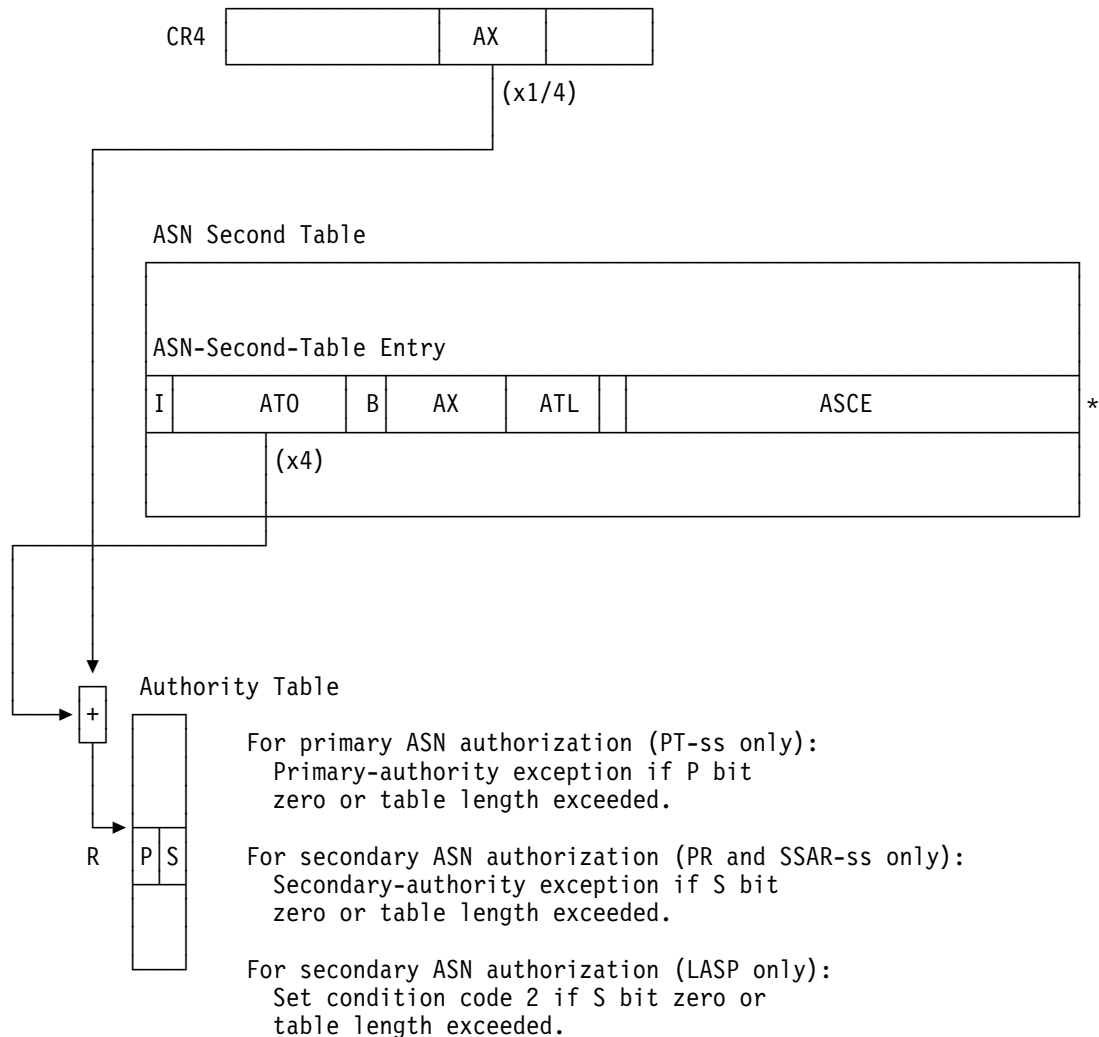 CR4 AX
(x1/4)
ASN Second Table
ASN-Second-Table Entry
I ATO B AX ATL ASCE *
(x4)
Authority Table
+
For primary ASN authorization (PT-ss only):
Primary-authority exception if P bit
zero or table length exceeded.
R P S For secondary ASN authorization (PR and SSAR-ss only):
Secondary-authority exception if S bit
zero or table length exceeded.
For secondary ASN authorization (LASP only):
Set condition code 2 if S bit zero or
table length exceeded.